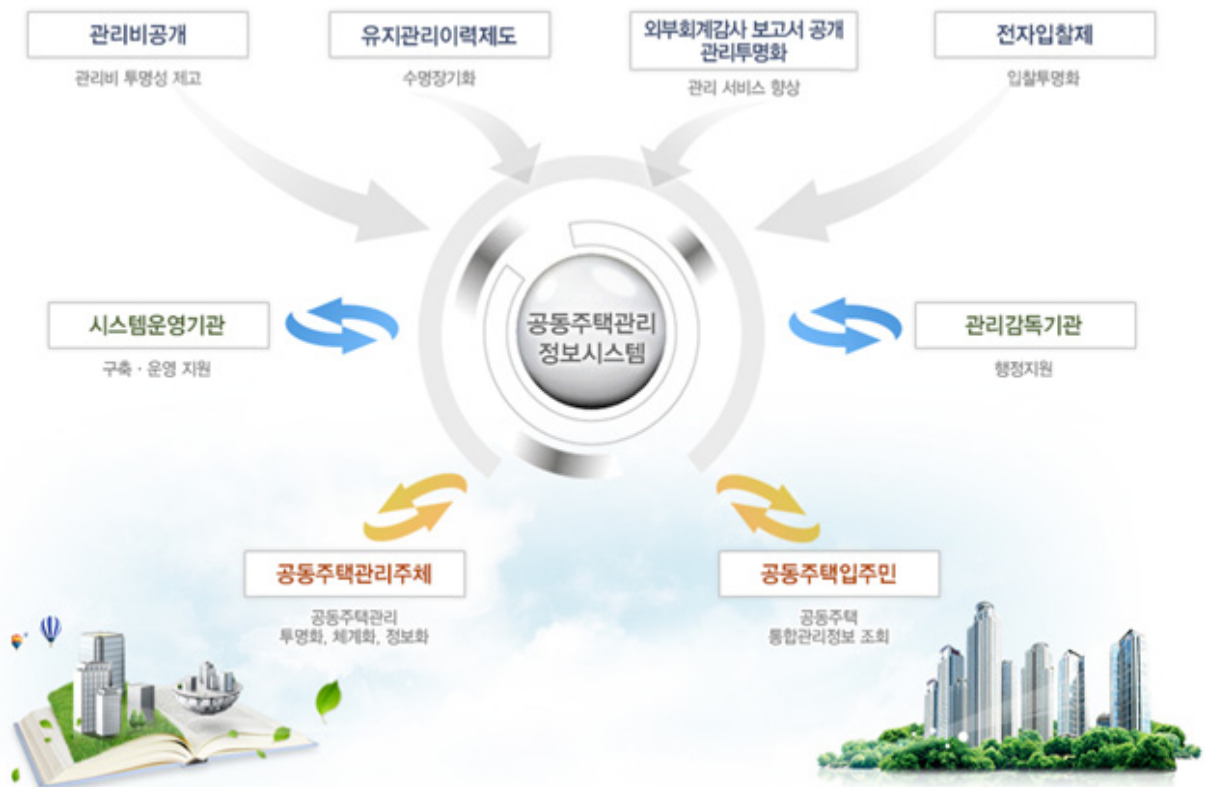 관리비공개
관리비 투명성 제고
유지관리이력제도
수명장기화
외부회계감사 보고서 공개
관리투명화
관리 서비스 향상
전자입찰제
입찰투명화
공동주택관리
정보시스템
시스템운영기관
구축 · 운영 지원
관리감독기관
행정지원
공동주택관리주체
공동주택관리
투명화, 체계화, 정보화
공동주택입주민
공동주택
통합관리정보 조회